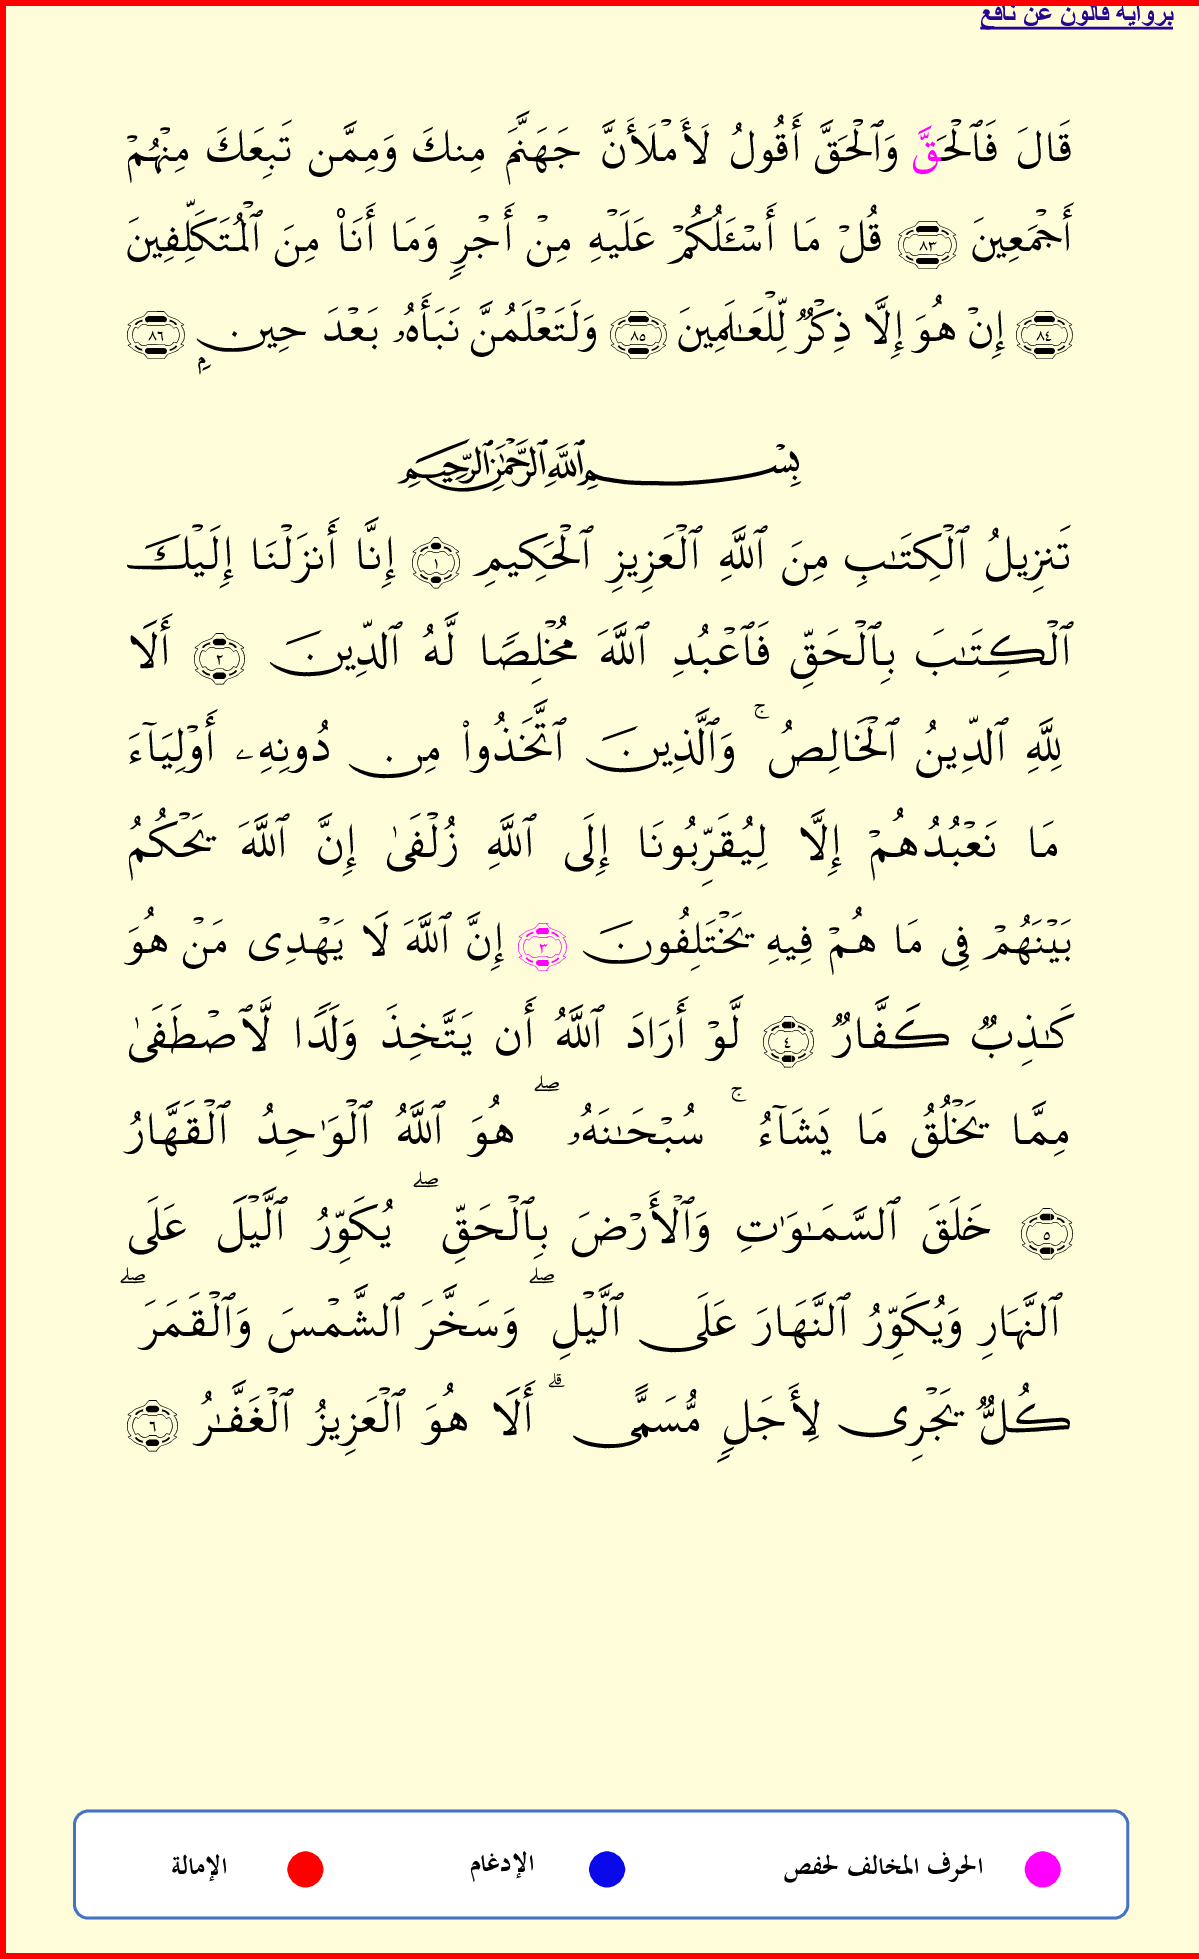 برواية قالون عن نافع
قَالَ فَٱلْحَقَّ وَٱلْحَقَّ أَقُولُ لَأَمْلَأَنَّ جَهَنَّمَ مِنكَ وَمِمَّن تَبِعَكَ مِنْهُمْ
أَجْمَعِينَ ٨٣ قُلْ مَا أَسْـَٔلُكُمْ عَلَيْهِ مِنْ أَجْرٍ وَمَا أَنَا۠ مِنَ ٱلْمُتَكَلِّفِينَ
٨٤ إِنْ هُوَ إِلَّا ذِكْرٌ لِّلْعَـٰلَمِينَ ٨٥ وَلَتَعْلَمُنَّ نَبَأَهُۥ بَعْدَ حِينٍۭ ٨٦
بِسْمِ ٱللَّهِ ٱلرَّحْمَـٰنِ ٱلرَّحِيمِ
تَنزِيلُ ٱلْكِتَـٰبِ مِنَ ٱللَّهِ ٱلْعَزِيزِ ٱلْحَكِيمِ ١ إِنَّا أَنزَلْنَا إِلَيْكَ
ٱلْكِتَـٰبَ بِٱلْحَقِّ فَٱعْبُدِ ٱللَّهَ مُخْلِصًا لَّهُ ٱلدِّينَ ٢ أَلَا
لِلَّهِ ٱلدِّينُ ٱلْخَالِصُ ۚ وَٱلَّذِينَ ٱتَّخَذُوا۟ مِن دُونِهِۦ أَوْلِيَآءَ
مَا نَعْبُدُهُمْ إِلَّا لِيُقَرِّبُونَا إِلَى ٱللَّهِ زُلْفَىٰ إِنَّ ٱللَّهَ يَحْكُمُ
بَيْنَهُمْ فِى مَا هُمْ فِيهِ يَخْتَلِفُونَ ٣ إِنَّ ٱللَّهَ لَا يَهْدِى مَنْ هُوَ
كَـٰذِبٌ كَفَّارٌ ٤ لَّوْ أَرَادَ ٱللَّهُ أَن يَتَّخِذَ وَلَدًا لَّٱصْطَفَىٰ
مِمَّا يَخْلُقُ مَا يَشَآءُ ۚ سُبْحَـٰنَهُۥ ۖ هُوَ ٱللَّهُ ٱلْوَٰحِدُ ٱلْقَهَّارُ
٥ خَلَقَ ٱلسَّمَـٰوَٰتِ وَٱلْأَرْضَ بِٱلْحَقِّ ۖ يُكَوِّرُ ٱلَّيْلَ عَلَى
ٱلنَّهَارِ وَيُكَوِّرُ ٱلنَّهَارَ عَلَى ٱلَّيْلِ ۖ وَسَخَّرَ ٱلشَّمْسَ وَٱلْقَمَرَ ۖ
كُلٌّ يَجْرِى لِأَجَلٍ مُّسَمًّى ۗ أَلَا هُوَ ٱلْعَزِيزُ ٱلْغَفَّـٰرُ ٦
الحرف المخالف لحفص الإدغام الإمالة